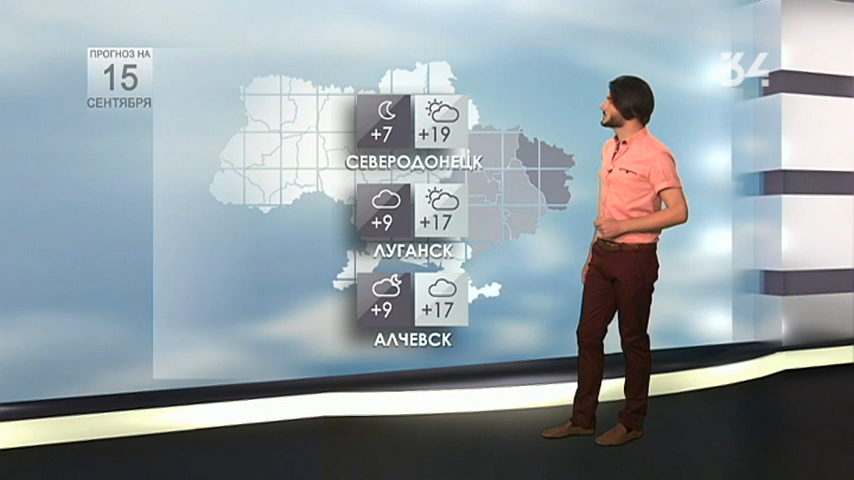 ПРОГНОЗ НА
15
СЕНТЯБРЯ
34
+7 +19
СЕВЕРОДОНЕЦК
+9 +17
ЛУГАНСК
+9 +17
АЛЧЕВСК